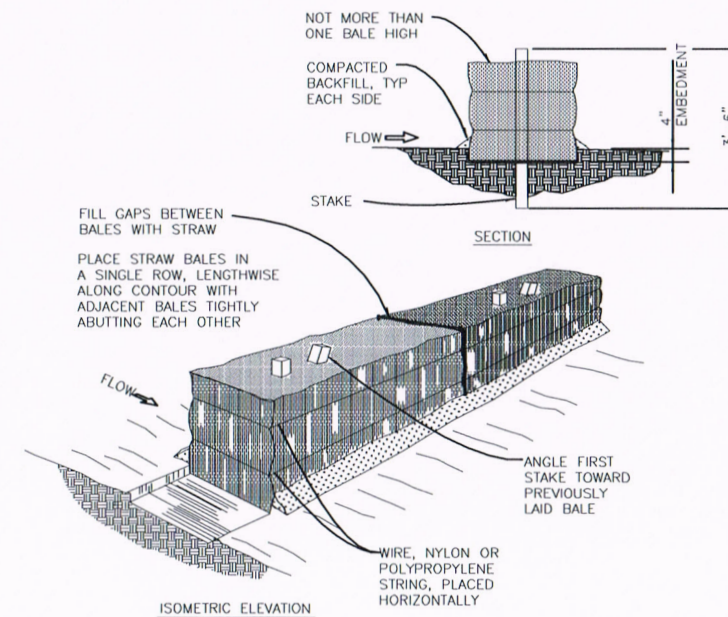 NOT MORE THAN
ONE BALE HIGH
COMPACTED
BACKFILL, TYP
EACH SIDE
FLOW
4"
EMBEDMENT
STAKE
SECTION
FILL GAPS BETWEEN
BALES WITH STRAW
PLACE STRAW BALES IN
A SINGLE ROW, LENGTHWISE
ALONG CONTOUR WITH
ADJACENT BALES TIGHTLY
ABUTTING EACH OTHER
FLOW
ANGLE FIRST
STAKE TOWARD
PREVIOUSLY
LAID BALE
WIRE, NYLON OR
POLYPROPYLENE
STRING, PLACED
HORIZONTALLY
ISOMETRIC ELEVATION